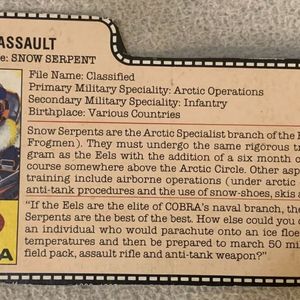 ASSAULT
: SNOW SERPENT
File Name: Classified
Primary Military Speciality: Arctic Operations
Secondary Military Speciality: Infantry
Birthplace: Various Countries
Snow Serpents are the Arctic Specialist branch of the
Frogmen). They must undergo the same rigorous tr
gram as the Eels with the addition of a six month c
course somewhere above the Arctic Circle. Other asp
training include airborne operations (under arctic
anti-tank procedures and the use of snow-shoes, skis a
"If the Eels are the elite of COBRA's naval branch, the
Serpents are the best of the best. How else could you
an individual who would parachute onto an ice floe
temperatures and then be prepared to march 50 mi
field pack, assault rifle and anti-tank weapon?"